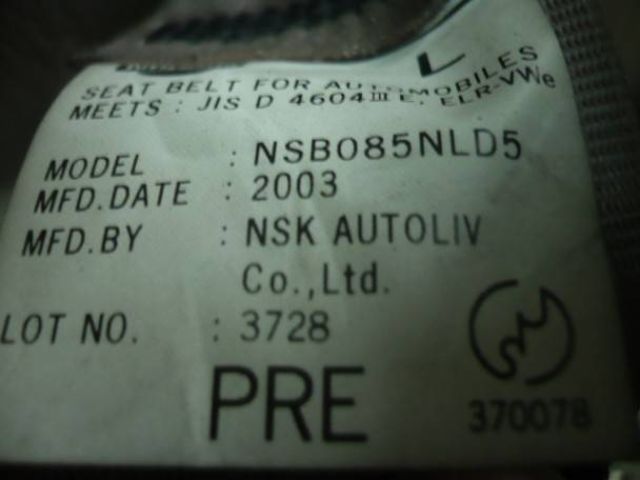 L
SEAT BELT FOR AUTOMOBILES
MEETS : JIS D 4604 III E, ELR-VWe
MODEL : NSB085NLD5
MFD.DATE : 2003
MFD.BY : NSK AUTOLIV
Co.,Ltd.
LOT NO. : 3728
PRE
370078